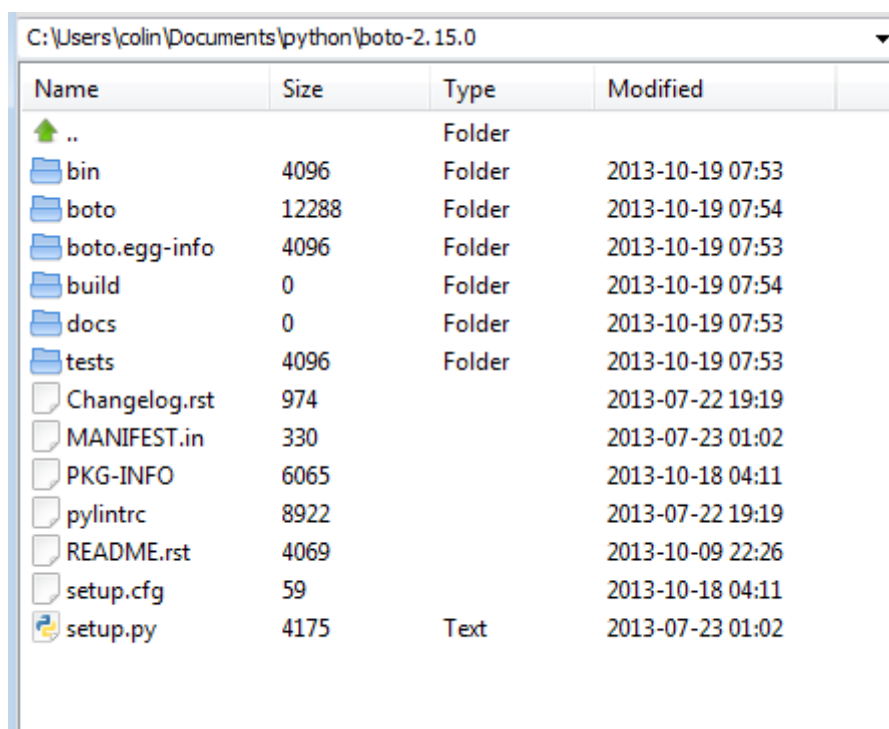 C:\Users\colin\Documents\python\boto-2.15.0
Name Size Type Modified
.. Folder
bin 4096 Folder 2013-10-19 07:53
boto 12288 Folder 2013-10-19 07:54
boto.egg-info 4096 Folder 2013-10-19 07:53
build 0 Folder 2013-10-19 07:54
docs 0 Folder 2013-10-19 07:53
tests 4096 Folder 2013-10-19 07:53
Changelog.rst 974 2013-07-22 19:19
MANIFEST.in 330 2013-07-23 01:02
PKG-INFO 6065 2013-10-18 04:11
pylintrc 8922 2013-07-22 19:19
README.rst 4069 2013-10-09 22:26
setup.cfg 59 2013-10-18 04:11
setup.py 4175 Text 2013-07-23 01:02